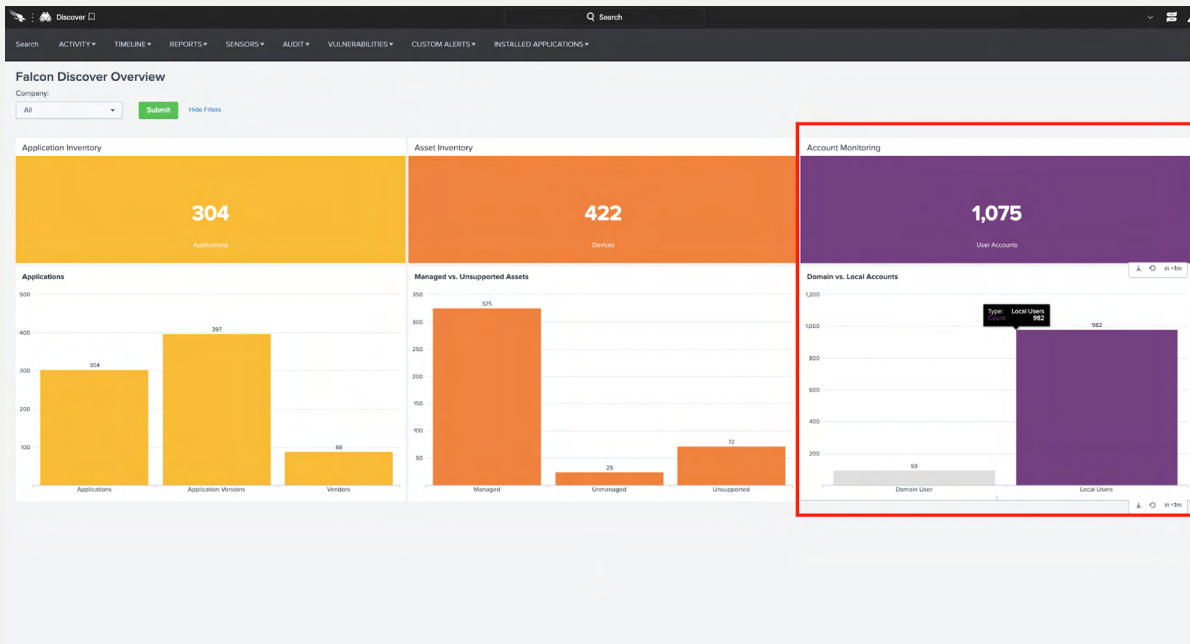 Discover
Search
Search ACTIVITY TIMELINE REPORTS SENSORS AUDIT VULNERABILITIES CUSTOM ALERTS INSTALLED APPLICATIONS
Falcon Discover Overview
Company:
All Submit Hide Filters
Application Inventory
304
Applications
Applications
500
400
300
200
100
304
397
88
Applications Application Versions Vendors
Asset Inventory
422
Devices
Managed vs. Unsupported Assets
350
300
250
200
150
100
50
325
25
72
Managed Unmanaged Unsupported
Account Monitoring
1,075
User Accounts
in <1m
Domain vs. Local Accounts
1,200
1,000
800
600
400
200
Type: Local Users
Count: 982
93
982
Domain User Local Users
in <1m